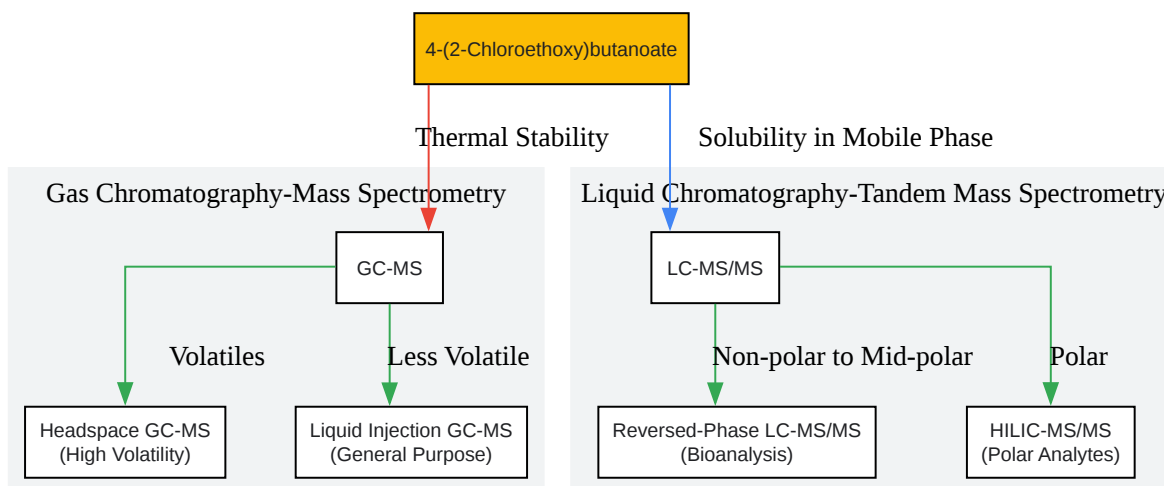 4-(2-Chloroethoxy)butanoate
Thermal Stability
Solubility in Mobile Phase
Gas Chromatography-Mass Spectrometry
Liquid Chromatography-Tandem Mass Spectrometry
GC-MS
LC-MS/MS
Volatiles
Less Volatile
Non-polar to Mid-polar
Polar
Headspace GC-MS
(High Volatility)
Liquid Injection GC-MS
(General Purpose)
Reversed-Phase LC-MS/MS
(Bioanalysis)
HILIC-MS/MS
(Polar Analytes)